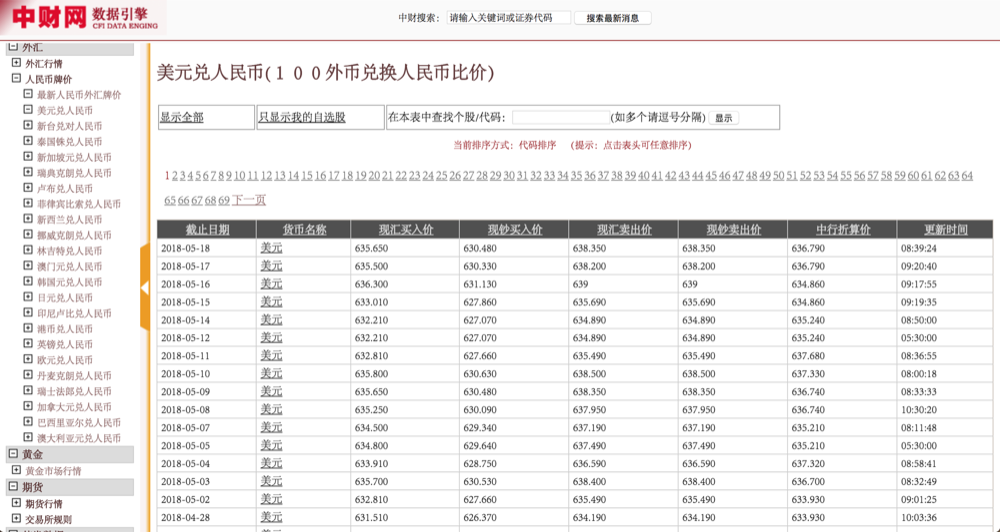 中财网 数据引擎
CFI DATA ENGING
中财搜索： 请输入关键词或证券代码 搜索最新消息
外汇
外汇行情
人民币牌价
最新人民币外汇牌价
美元兑人民币
新台兑对人民币
泰国铢兑人民币
新加坡元兑人民币
瑞典克朗兑人民币
卢布兑人民币
菲律宾比索兑人民币
新西兰兑人民币
挪威克朗兑人民币
林吉特兑人民币
澳门元兑人民币
韩国元兑人民币
日元兑人民币
印尼卢比兑人民币
港币兑人民币
英镑兑人民币
欧元兑人民币
丹麦克朗兑人民币
瑞士法郎兑人民币
加拿大元兑人民币
巴西里亚尔兑人民币
澳大利亚元兑人民币
黄金
黄金市场行情
期货
期货行情
交易所规则
美元兑人民币(１００外币兑换人民币比价)
显示全部 只显示我的自选股 在本表中查找个股/代码： (如多个请逗号分隔) 显示
当前排序方式：代码排序 (提示：点击表头可任意排序)
1 2 3 4 5 6 7 8 9 10 11 12 13 14 15 16 17 18 19 20 21 22 23 24 25 26 27 28 29 30 31 32 33 34 35 36 37 38 39 40 41 42 43 44 45 46 47 48 49 50 51 52 53 54 55 56 57 58 59 60 61 62 63 64
65 66 67 68 69 下一页
截止日期 货币名称 现汇买入价 现钞买入价 现汇卖出价 现钞卖出价 中行折算价 更新时间
2018-05-18 美元 635.650 630.480 638.350 638.350 636.790 08:39:24
2018-05-17 美元 635.500 630.330 638.200 638.200 636.790 09:20:40
2018-05-16 美元 636.300 631.130 639 639 634.860 09:17:55
2018-05-15 美元 633.010 627.860 635.690 635.690 634.860 09:19:35
2018-05-14 美元 632.210 627.070 634.890 634.890 635.240 08:50:00
2018-05-12 美元 632.210 627.070 634.890 634.890 635.240 05:30:00
2018-05-11 美元 632.810 627.660 635.490 635.490 637.680 08:36:55
2018-05-10 美元 635.800 630.630 638.500 638.500 637.330 08:00:18
2018-05-09 美元 635.650 630.480 638.350 638.350 636.740 08:33:33
2018-05-08 美元 635.250 630.090 637.950 637.950 636.740 10:30:20
2018-05-07 美元 634.500 629.340 637.190 637.190 635.210 08:11:48
2018-05-05 美元 634.800 629.640 637.490 637.490 635.210 05:30:00
2018-05-04 美元 633.910 628.750 636.590 636.590 637.320 08:58:41
2018-05-03 美元 635.700 630.530 638.400 638.400 636.700 08:32:49
2018-05-02 美元 632.810 627.660 635.490 635.490 633.930 09:01:25
2018-04-28 美元 631.510 626.370 634.190 634.190 633.930 10:03:36